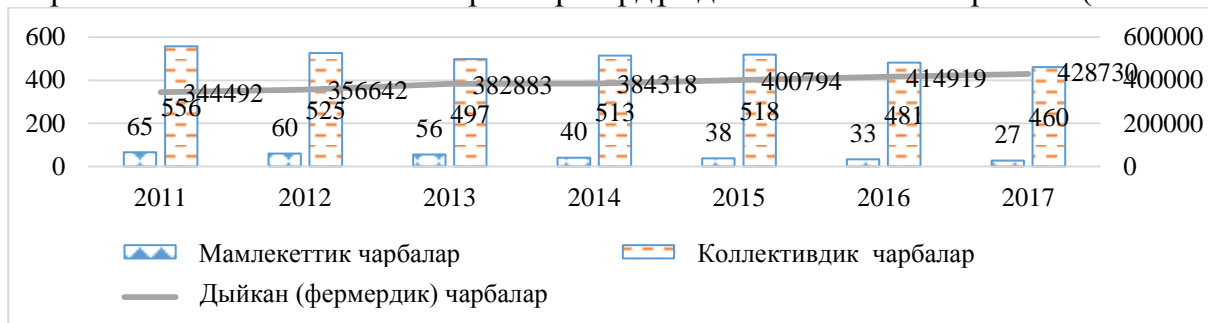 600 600000
400 400000
200 200000
0 0
344492 356642 382883 384318 400794 414919 428730
65 556 60 525 56 497 40 513 38 518 33 481 27 460
2011 2012 2013 2014 2015 2016 2017
Мамлекеттик чарбалар Коллективдик чарбалар
Дыйкан (фермердик) чарбалар